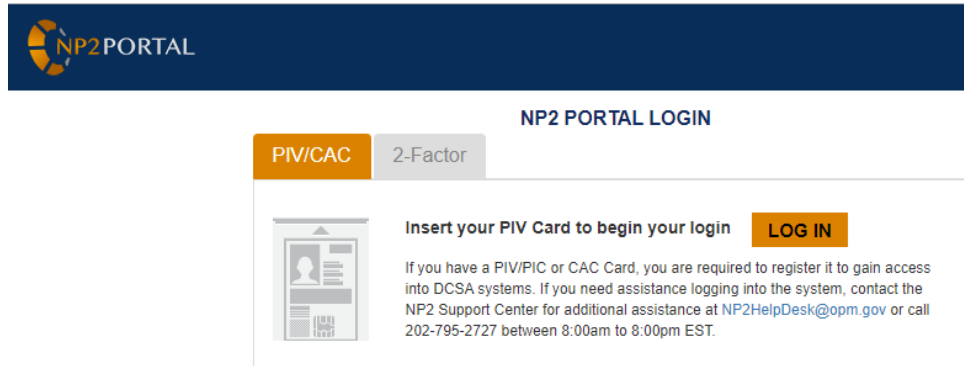 NP2 PORTAL
NP2 PORTAL LOGIN
PIV/CAC
2-Factor
Insert your PIV Card to begin your login
LOG IN
If you have a PIV/PIC or CAC Card, you are required to register it to gain access
into DCSA systems. If you need assistance logging into the system, contact the
NP2 Support Center for additional assistance at NP2HelpDesk@opm.gov or call
202-795-2727 between 8:00am to 8:00pm EST.